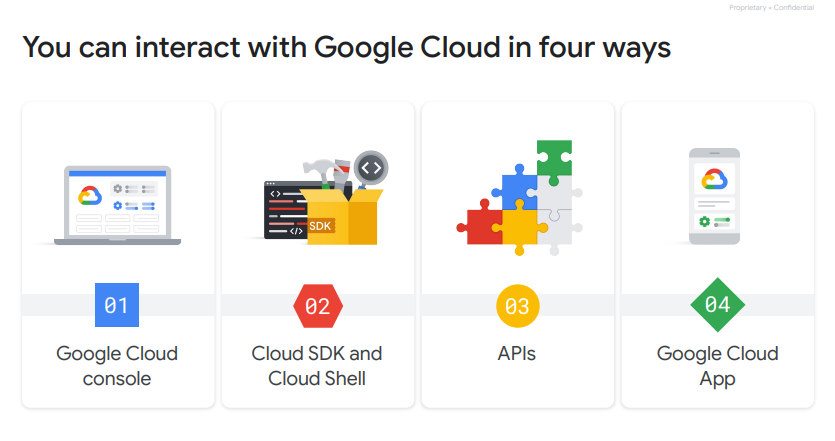 Proprietary + Confidential
You can interact with Google Cloud in four ways
SDK
01
Google Cloud
console
02
Cloud SDK and
Cloud Shell
03
APIs
04
Google Cloud
App